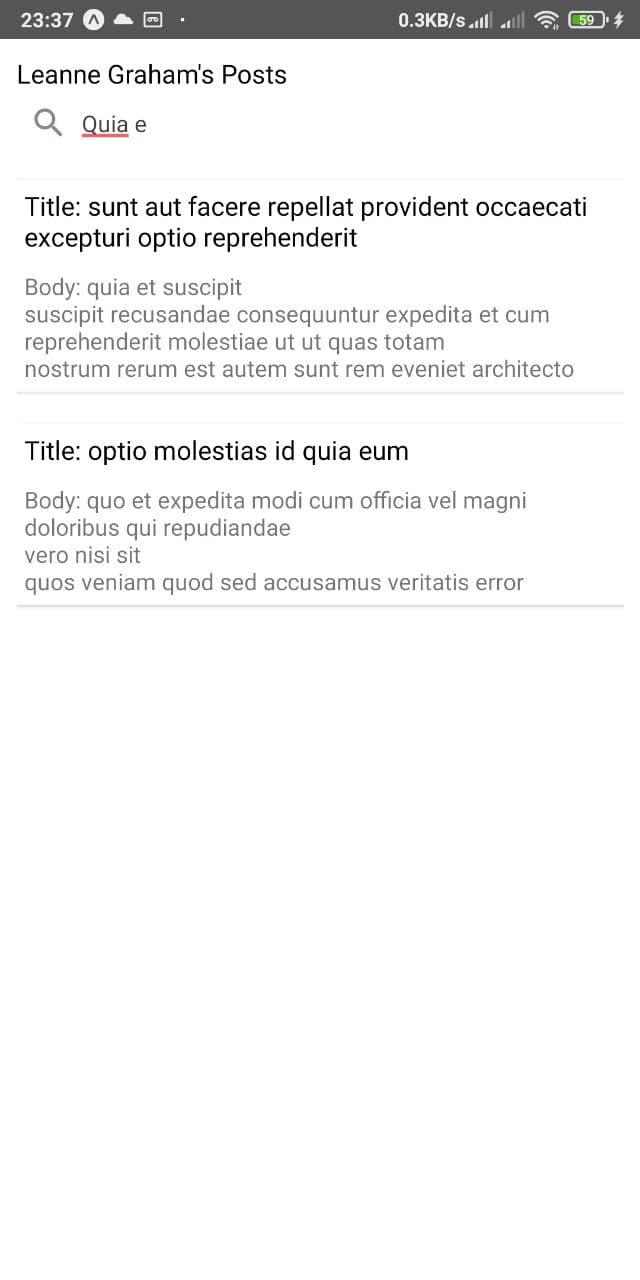 23:37 0.3KB/s 59
Leanne Graham's Posts
Quia e
Title: sunt aut facere repellat provident occaecati
excepturi optio reprehenderit
Body: quia et suscipit
suscipit recusandae consequuntur expedita et cum
reprehenderit molestiae ut ut quas totam
nostrum rerum est autem sunt rem eveniet architecto
Title: optio molestias id quia eum
Body: quo et expedita modi cum officia vel magni
doloribus qui repudiandae
vero nisi sit
quos veniam quod sed accusamus veritatis error